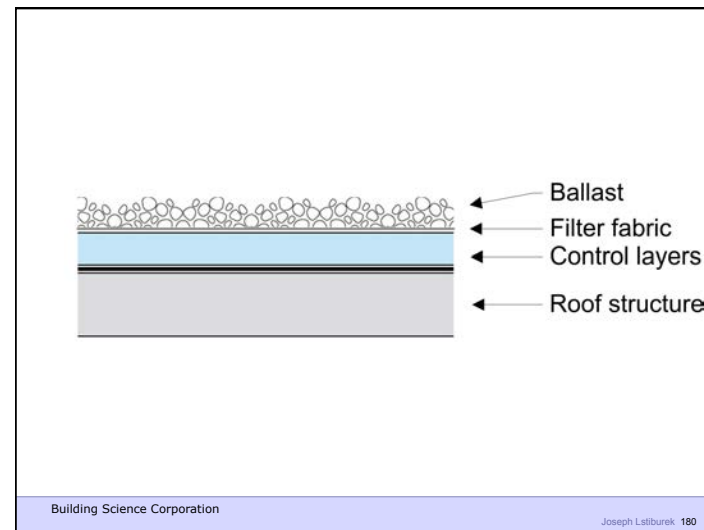 Ballast
Filter fabric
Control layers
Roof structure
Building Science Corporation
Joseph Lstiburek 180